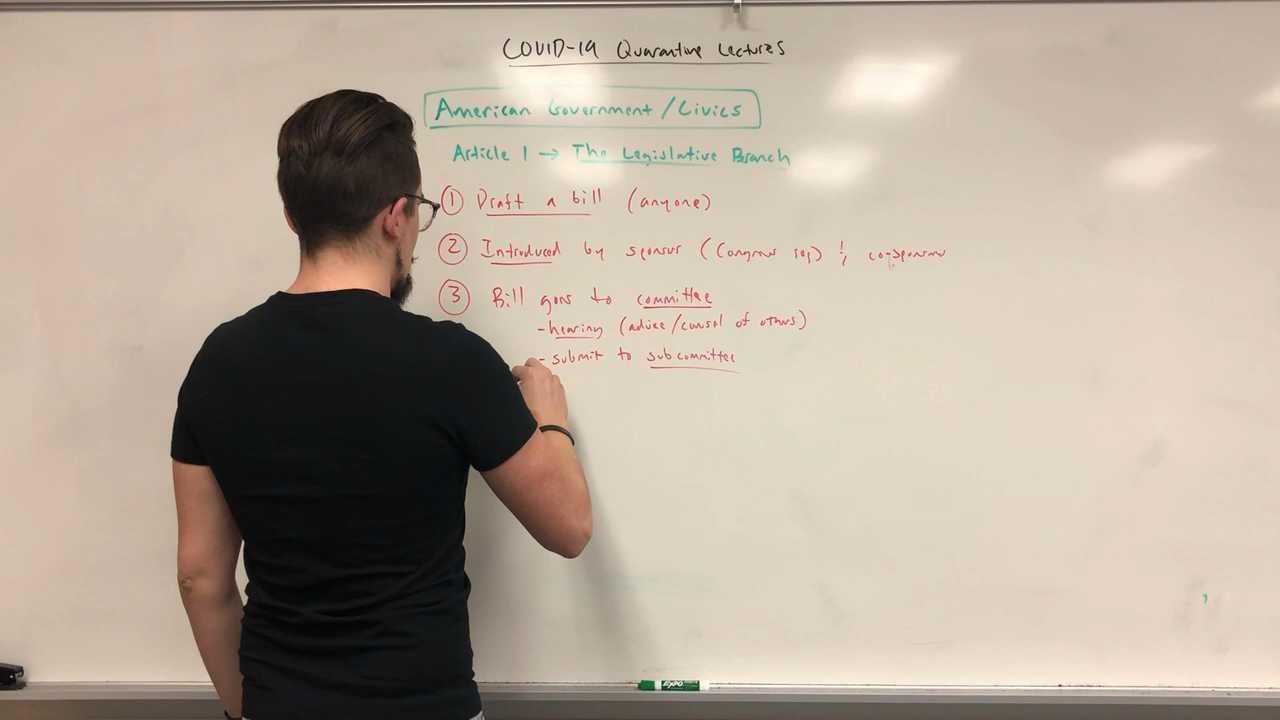 COVID-19 Quarantine Lectures
American Government/Civics
Article 1 → The Legislative Branch
① Draft a bill (anyone)
② Introduced by sponsor (Congress rep) & co-sponsors
③ Bill goes to committee
- hearing (advice/counsel of others)
- submit to subcommittee
EXPO